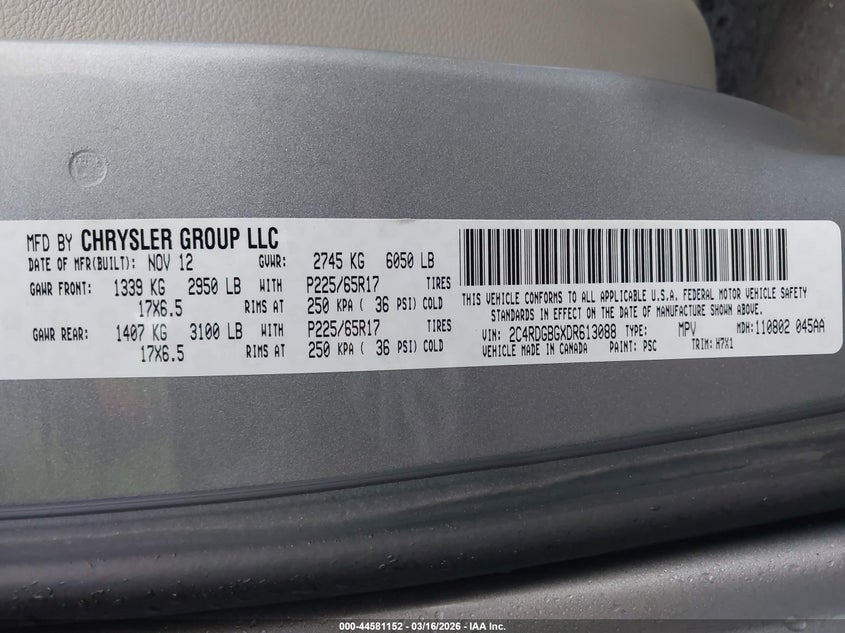 MFD BY CHRYSLER GROUP LLC
DATE OF MFR(BUILT): NOV 12 GVWR: 2745 KG 6050 LB
GAWR FRONT: 1339 KG 2950 LB WITH P225/65R17 TIRES
17X6.5 RIMS AT 250 KPA ( 36 PSI) COLD
GAWR REAR: 1407 KG 3100 LB WITH P225/65R17 TIRES
17X6.5 RIMS AT 250 KPA ( 36 PSI) COLD
THIS VEHICLE CONFORMS TO ALL APPLICABLE U.S.A. FEDERAL MOTOR VEHICLE SAFETY
STANDARDS IN EFFECT ON THE DATE OF MANUFACTURE SHOWN ABOVE.
VIN: 2C4RDGBGXDR613088 TYPE: MPV MDH:110802 045AA
VEHICLE MADE IN CANADA PAINT: PSC TRIM: H7X1
000-44581152 - 03/16/2026 - IAA Inc.